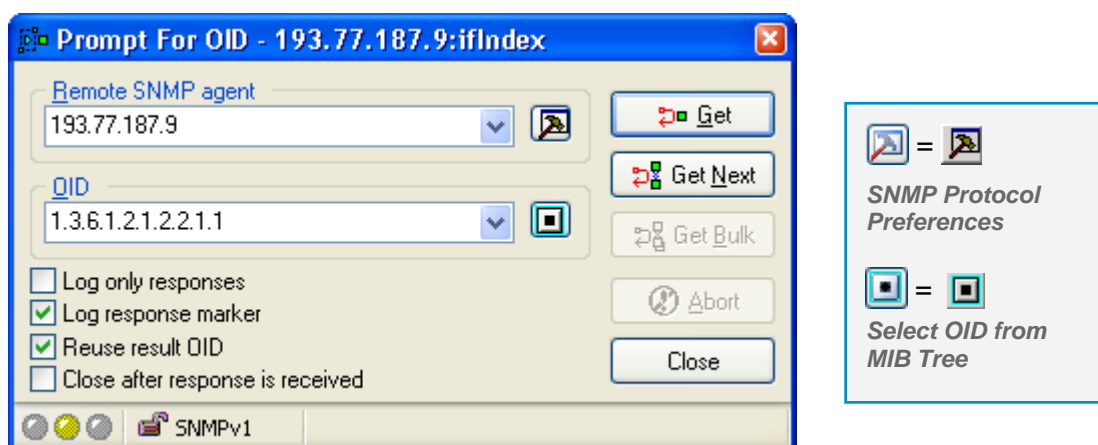 Prompt For OID - 193.77.187.9:ifIndex
Remote SNMP agent
193.77.187.9
Get
Get Next
OID
1.3.6.1.2.1.2.2.1.1
Get Bulk
Log only responses
Log response marker
Reuse result OID
Close after response is received
Abort
Close
SNMPv1
=
SNMP Protocol
Preferences
=
Select OID from
MIB Tree